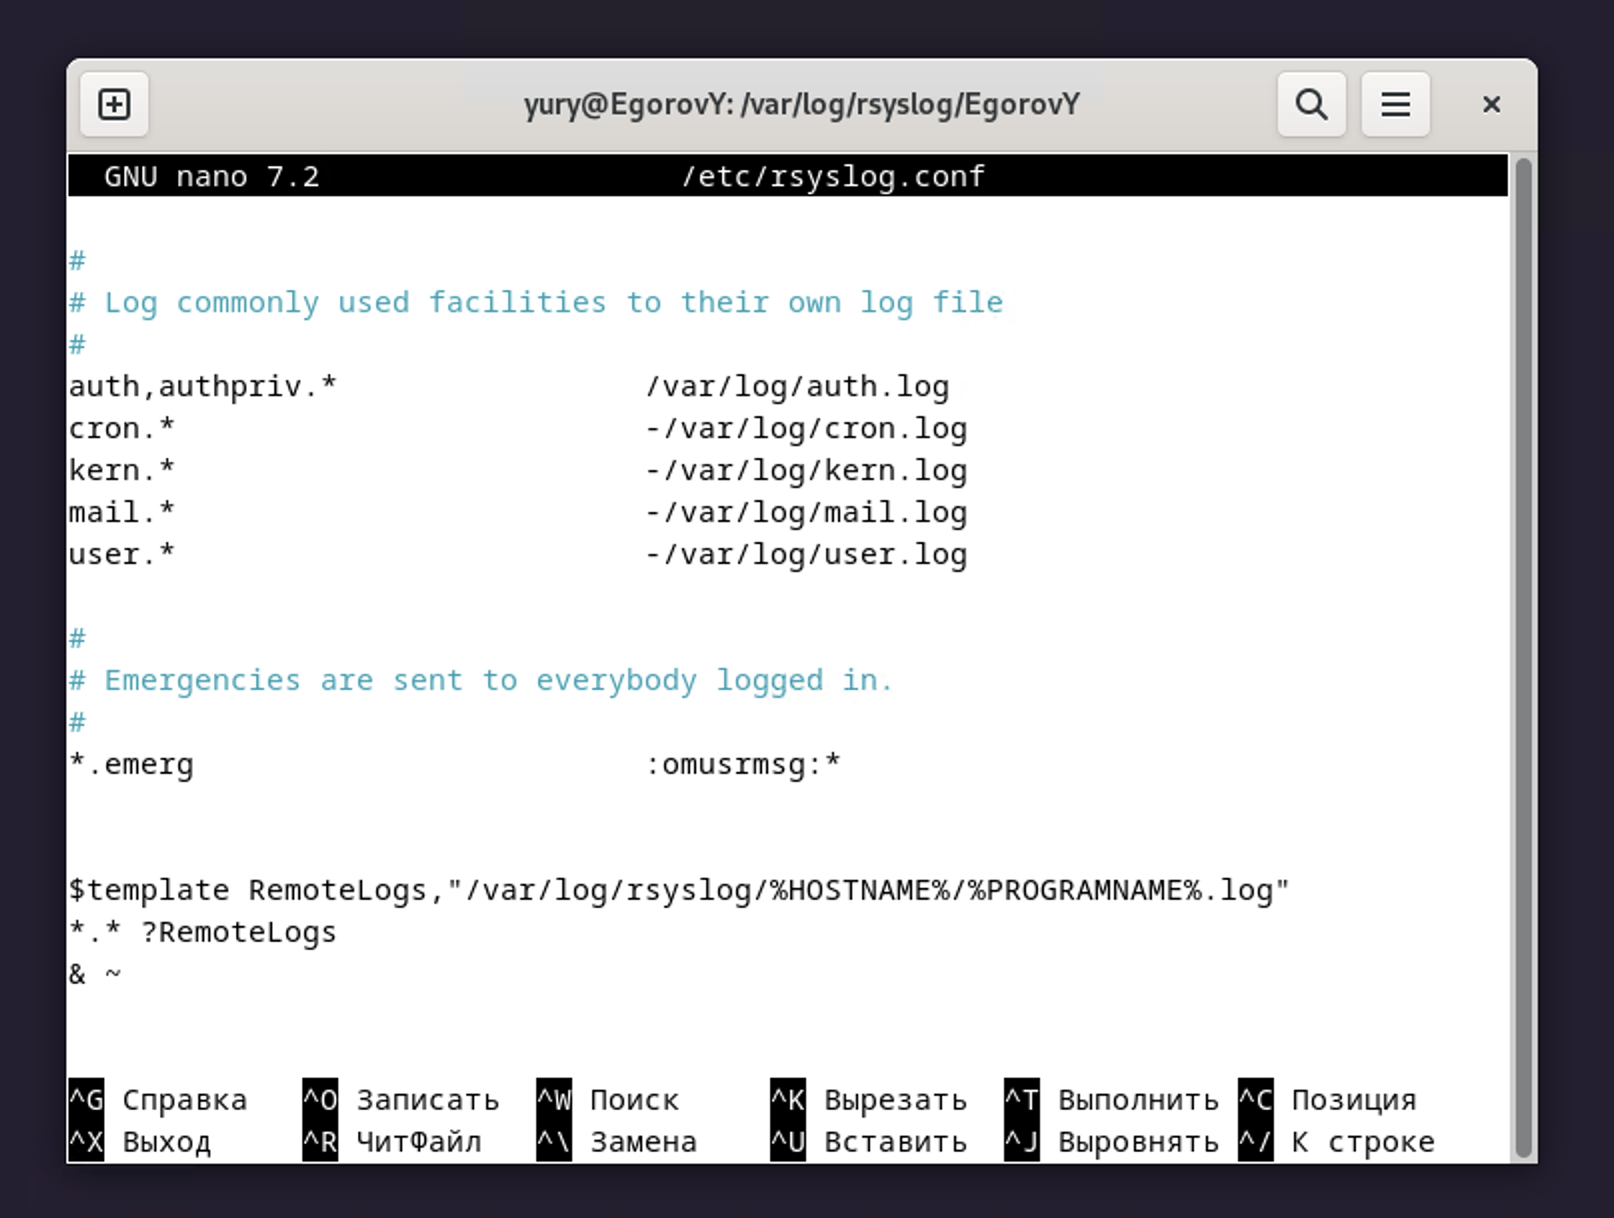 yury@EgorovY: /var/log/rsyslog/EgorovY
GNU nano 7.2 /etc/rsyslog.conf
#
# Log commonly used facilities to their own log file
#
auth,authpriv.* /var/log/auth.log
cron.* -/var/log/cron.log
kern.* -/var/log/kern.log
mail.* -/var/log/mail.log
user.* -/var/log/user.log
#
# Emergencies are sent to everybody logged in.
#
*.emerg :omusrmsg:*
$template RemoteLogs,"/var/log/rsyslog/%HOSTNAME%/%PROGRAMNAME%.log"
*.* ?RemoteLogs
& ~
^G Справка ^O Записать ^W Поиск ^K Вырезать ^T Выполнить ^C Позиция
^X Выход ^R ЧитФайл ^\ Замена ^U Вставить ^J Выровнять ^/ К строке